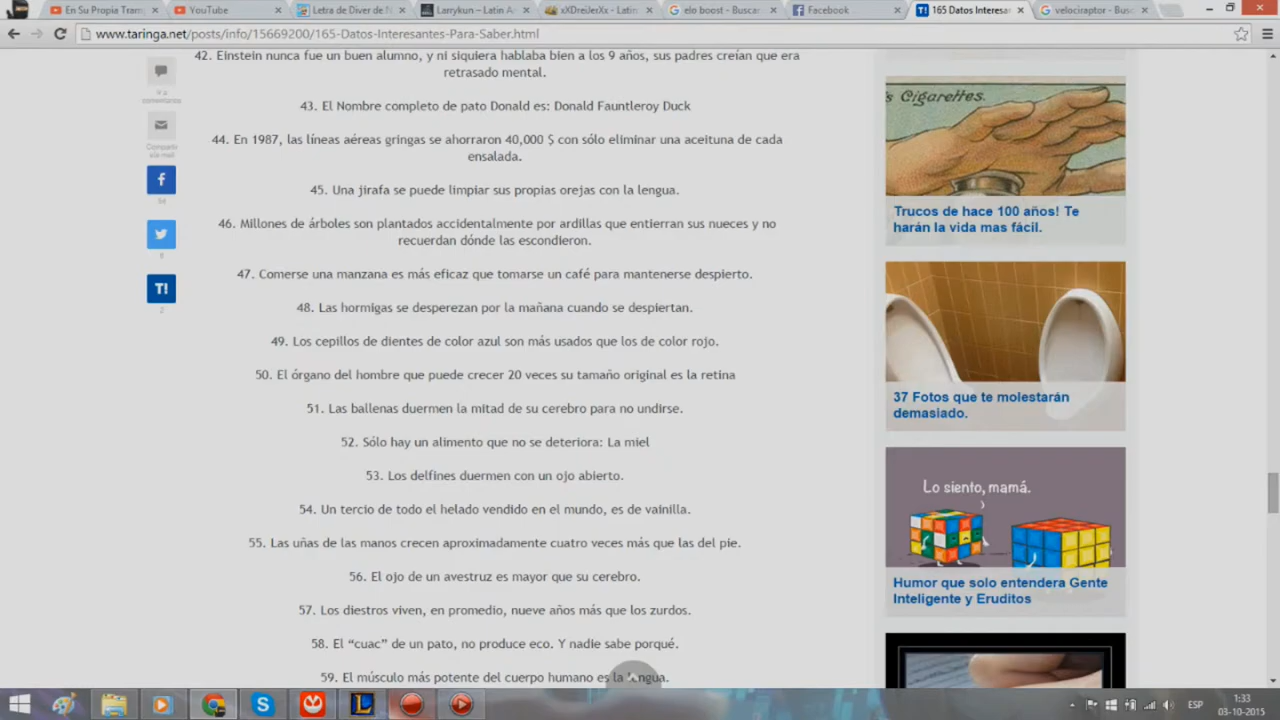 En Su Propia Tram
YouTube
Letra de Diver de N
Larrykun – Latin A
xXDreiJerXx - Latin
elo boost - Buscar
Facebook
165 Datos Interesan
velociraptor - Busc
www.taringa.net/posts/info/15669200/165-Datos-Interesantes-Para-Saber.html
42. Einstein nunca fue un buen alumno, y ni siquiera hablaba bien a los 9 años, sus padres creían que era
retrasado mental.
Ir a
comentarios
43. El Nombre completo de pato Donald es: Donald Fauntleroy Duck
44. En 1987, las líneas aéreas gringas se ahorraron 40,000 $ con sólo eliminar una aceituna de cada
ensalada.
Compartir
vía mail
45. Una jirafa se puede limpiar sus propias orejas con la lengua.
46. Millones de árboles son plantados accidentalmente por ardillas que entierran sus nueces y no
recuerdan dónde las escondieron.
47. Comerse una manzana es más eficaz que tomarse un café para mantenerse despierto.
T!
2
48. Las hormigas se desperezan por la mañana cuando se despiertan.
49. Los cepillos de dientes de color azul son más usados que los de color rojo.
50. El órgano del hombre que puede crecer 20 veces su tamaño original es la retina
51. Las ballenas duermen la mitad de su cerebro para no undirse.
52. Sólo hay un alimento que no se deteriora: La miel
53. Los delfines duermen con un ojo abierto.
54. Un tercio de todo el helado vendido en el mundo, es de vainilla.
55. Las uñas de las manos crecen aproximadamente cuatro veces más que las del pie.
56. El ojo de un avestruz es mayor que su cerebro.
57. Los diestros viven, en promedio, nueve años más que los zurdos.
58. El “cuac” de un pato, no produce eco. Y nadie sabe porqué.
59. El músculo más potente del cuerpo humano es la lengua.
's Cigarettes.
Trucos de hace 100 años! Te
harán la vida mas fácil.
37 Fotos que te molestarán
demasiado.
Lo siento, mamá.
Humor que solo entendera Gente
Inteligente y Eruditos
ESP
1:33
03-10-2015